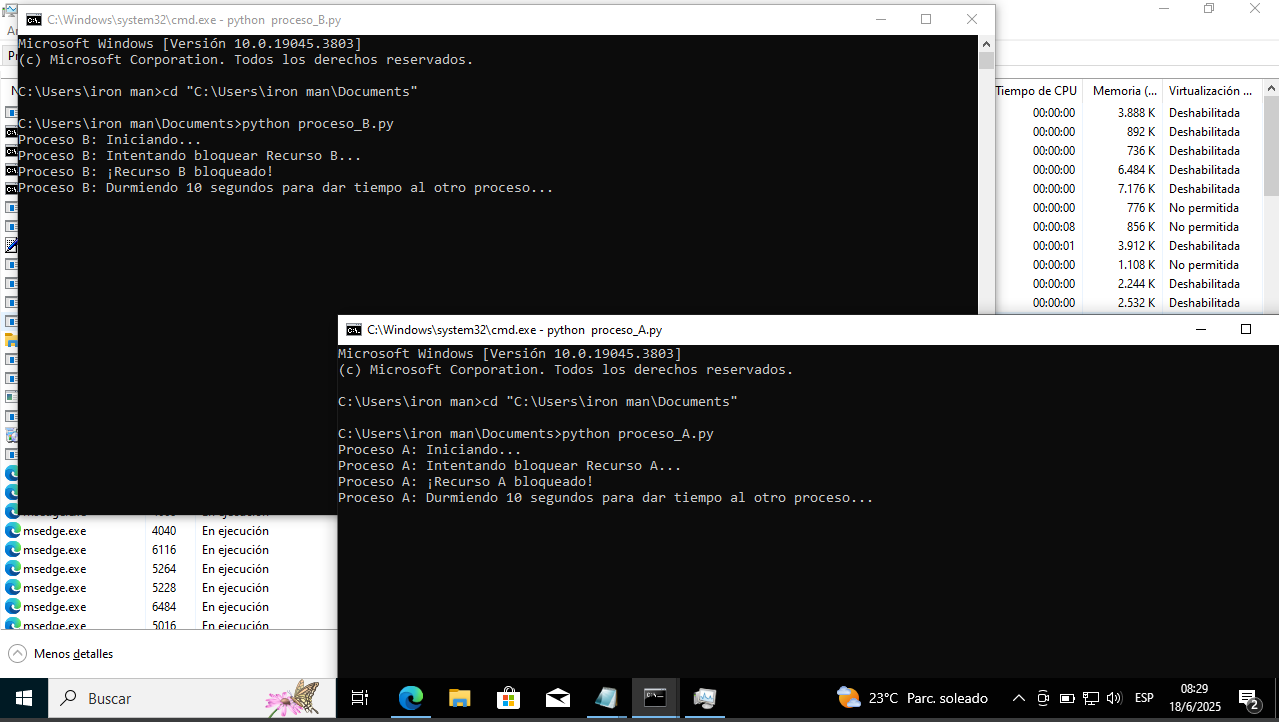 C:\Windows\system32\cmd.exe - python proceso_B.py
Microsoft Windows [Versión 10.0.19045.3803]
(c) Microsoft Corporation. Todos los derechos reservados.
C:\Users\iron man>cd "C:\Users\iron man\Documents"
C:\Users\iron man\Documents>python proceso_B.py
Proceso B: Iniciando...
Proceso B: Intentando bloquear Recurso B...
Proceso B: ¡Recurso B bloqueado!
Proceso B: Durmiendo 10 segundos para dar tiempo al otro proceso...
Tiempo de CPU Memoria (... Virtualización ...
00:00:00 3.888 K Deshabilitada
00:00:00 892 K Deshabilitada
00:00:00 736 K Deshabilitada
00:00:00 6.484 K Deshabilitada
00:00:00 7.176 K Deshabilitada
00:00:00 776 K No permitida
00:00:08 856 K No permitida
00:00:01 3.912 K Deshabilitada
00:00:00 1.108 K No permitida
00:00:00 2.244 K Deshabilitada
00:00:00 2.532 K Deshabilitada
C:\Windows\system32\cmd.exe - python proceso_A.py
Microsoft Windows [Versión 10.0.19045.3803]
(c) Microsoft Corporation. Todos los derechos reservados.
C:\Users\iron man>cd "C:\Users\iron man\Documents"
C:\Users\iron man\Documents>python proceso_A.py
Proceso A: Iniciando...
Proceso A: Intentando bloquear Recurso A...
Proceso A: ¡Recurso A bloqueado!
Proceso A: Durmiendo 10 segundos para dar tiempo al otro proceso...
msedge.exe 4040 En ejecución
msedge.exe 6116 En ejecución
msedge.exe 5264 En ejecución
msedge.exe 5228 En ejecución
msedge.exe 6484 En ejecución
msedge.exe 5016 En ejecución
Menos detalles
Buscar
23°C Parc. soleado
ESP
08:29
18/6/2025
2